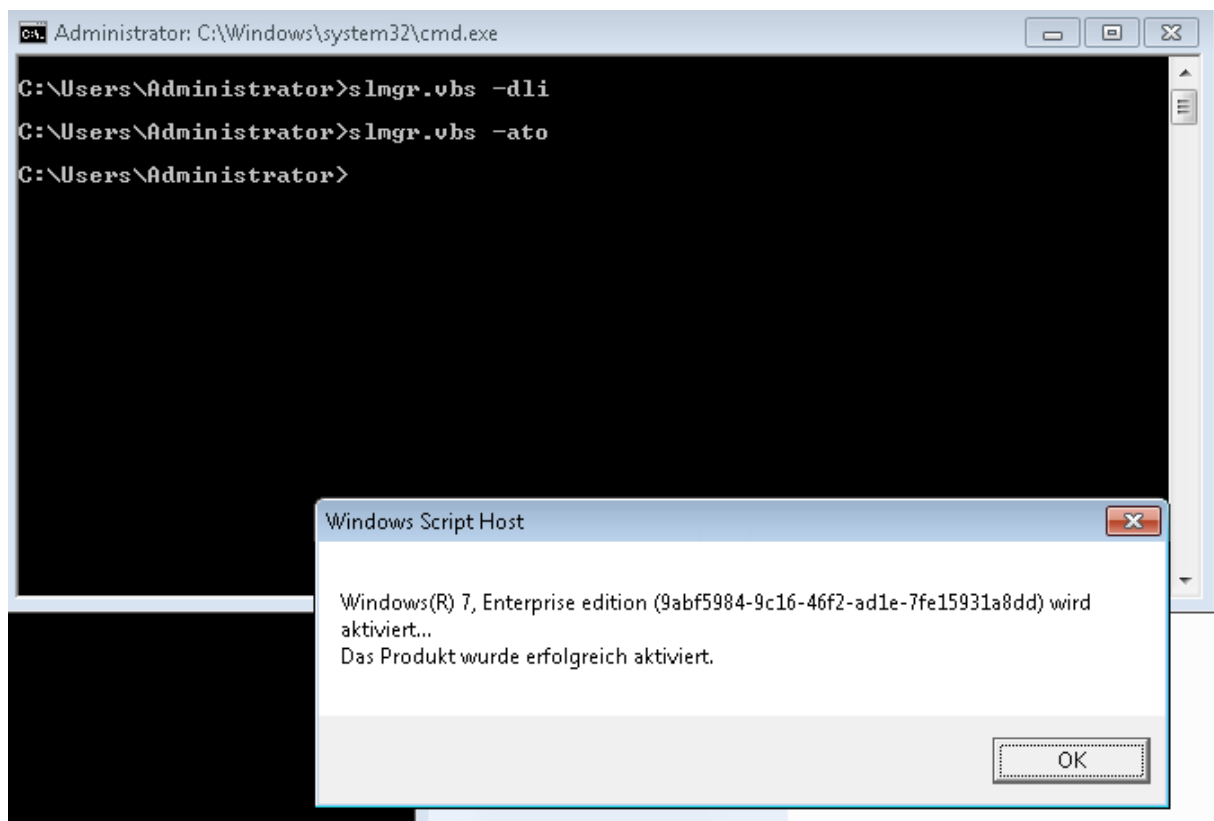 Administrator: C:\Windows\system32\cmd.exe
C:\Users\Administrator>slmgr.vbs -dli
C:\Users\Administrator>slmgr.vbs -ato
C:\Users\Administrator>
Windows Script Host
Windows(R) 7, Enterprise edition (9abf5984-9c16-46f2-ad1e-7fe15931a8dd) wird
aktiviert...
Das Produkt wurde erfolgreich aktiviert.
OK